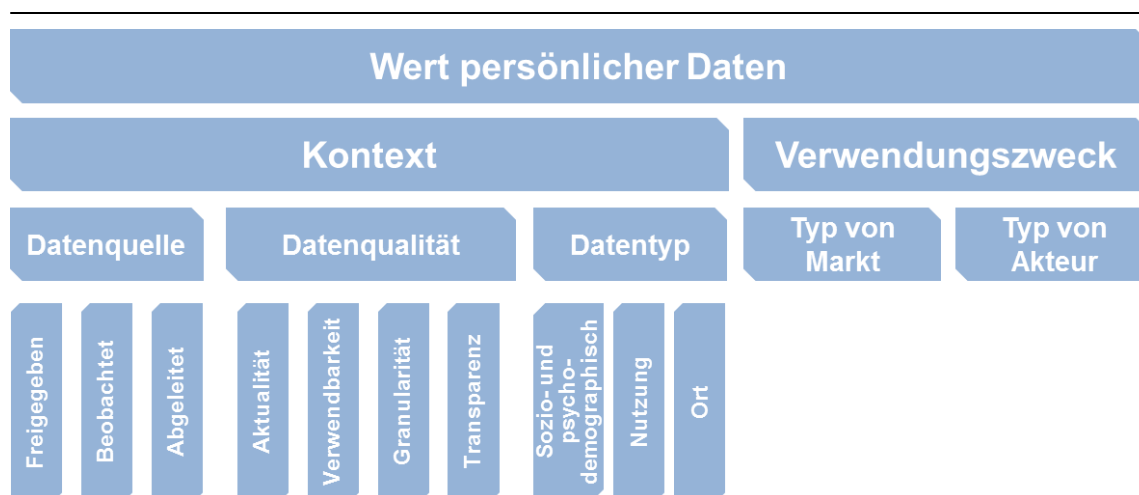 Wert persönlicher Daten
Kontext
Verwendungszweck
Datenquelle
Datenqualität
Datentyp
Typ von
Markt
Typ von
Akteur
Freigegeben
Beobachtet
Abgeleitet
Aktualität
Verwendbarkeit
Granularität
Transparenz
Sozio- und
psycho-
demographisch
Nutzung
Ort